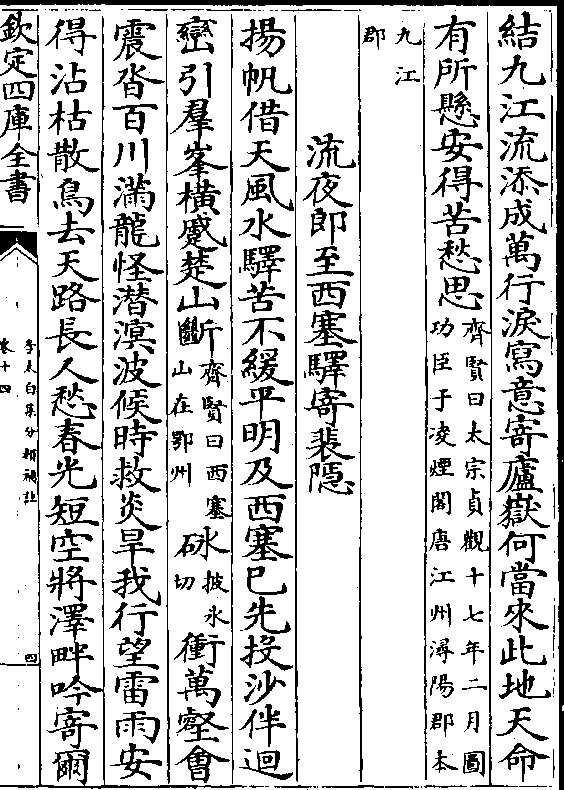 結九江流添成萬行淚寫意寄廬嶽何當來此地天命
有所懸安得苦愁思齊賢曰太宗貞觀十七年二月圖
功臣于凌煙閣唐江州潯陽郡本
九江
郡
流夜郎至西塞驛寄裴隱
揚帆借天風水驛苦不緩平明及西塞已先投沙伴迴
巒引羣峯橫蹙楚山斷齊賢曰西塞
山在鄂州砅披氷
切衝萬壑會
震沓百川滿龍怪潛溟波候時救炎旱我行望雷雨安
得沾枯散鳥去天路長人愁春光短空將澤畔吟寄爾
欽定四庫全書
李太白集分類補註
卷十四
四